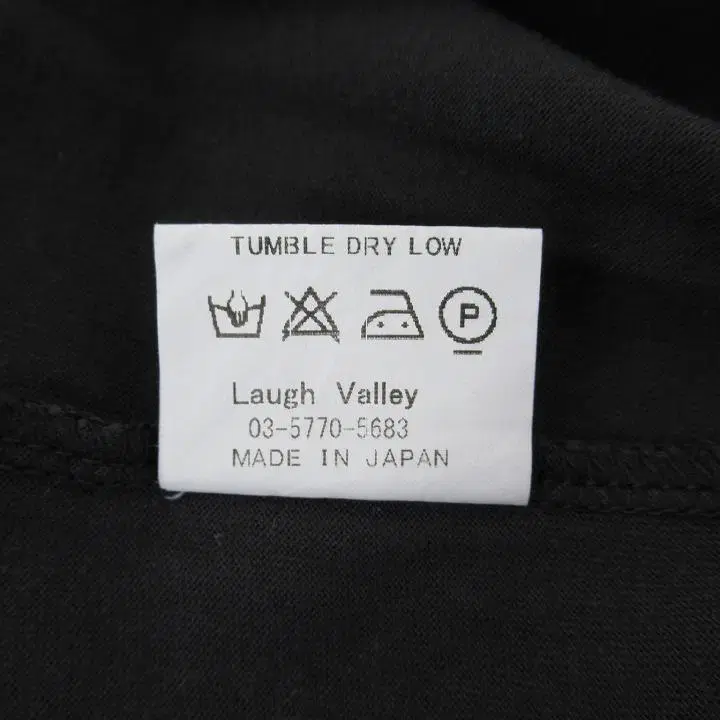 TUMBLE DRY LOW
P
Laugh Valley
03-5770-5683
MADE IN JAPAN